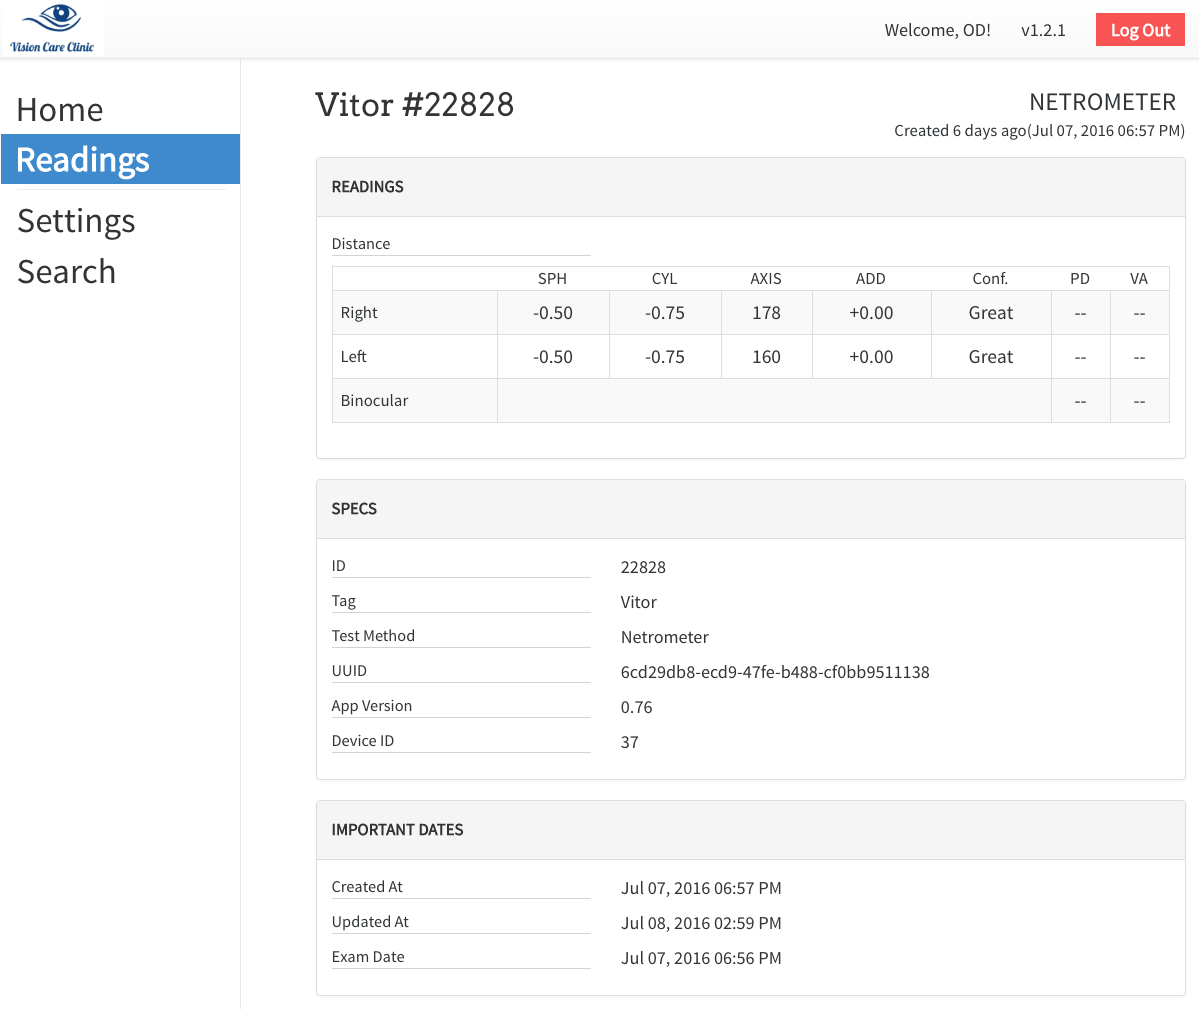 Vision Care Clinic
Welcome, OD! v1.2.1 Log Out
Home
Readings
Settings
Search
Vitor #22828
NETROMETER
Created 6 days ago(Jul 07, 2016 06:57 PM)
READINGS
Distance
SPH CYL AXIS ADD Conf. PD VA
Right -0.50 -0.75 178 +0.00 Great -- --
Left -0.50 -0.75 160 +0.00 Great -- --
Binocular -- --
SPECS
ID 22828
Tag Vitor
Test Method Netrometer
UUID 6cd29db8-ecd9-47fe-b488-cf0bb9511138
App Version 0.76
Device ID 37
IMPORTANT DATES
Created At Jul 07, 2016 06:57 PM
Updated At Jul 08, 2016 02:59 PM
Exam Date Jul 07, 2016 06:56 PM